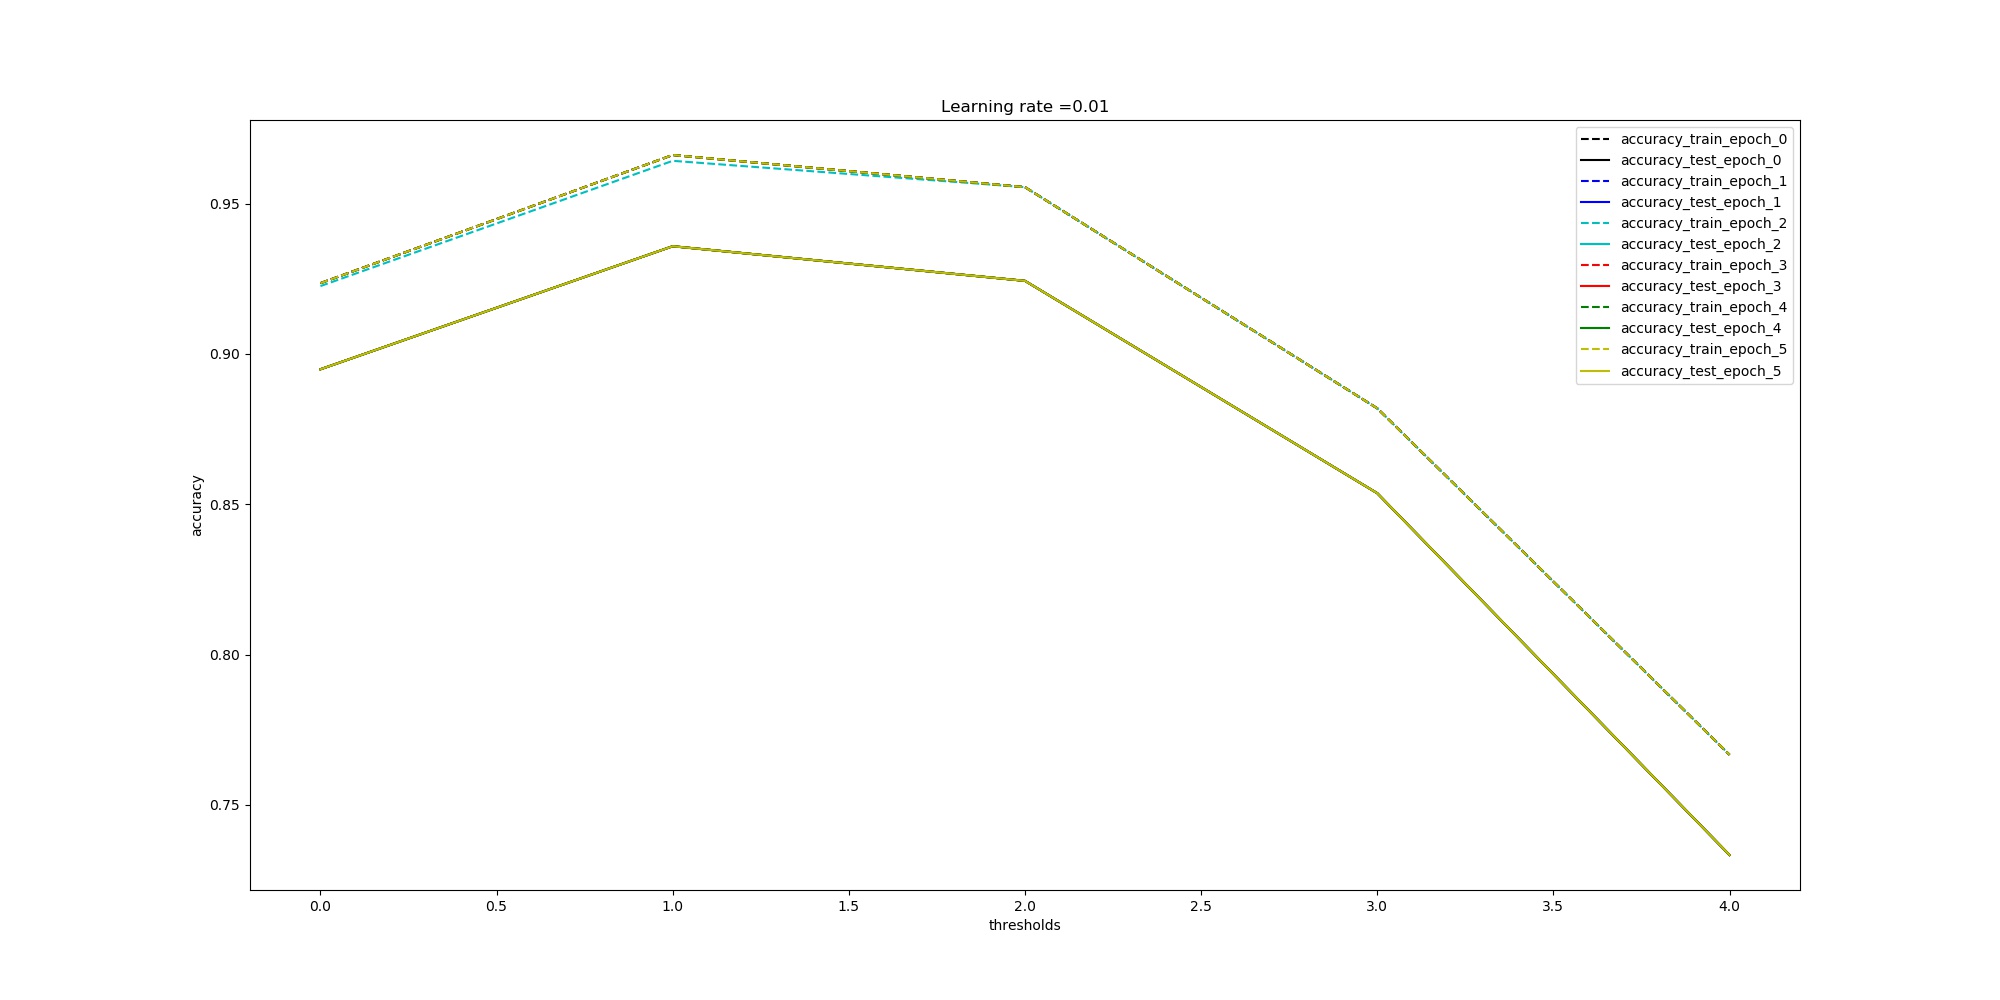 Learning rate =0.01
accuracy_train_epoch_0
accuracy_test_epoch_0
accuracy_train_epoch_1
accuracy_test_epoch_1
accuracy_train_epoch_2
accuracy_test_epoch_2
accuracy_train_epoch_3
accuracy_test_epoch_3
accuracy_train_epoch_4
accuracy_test_epoch_4
accuracy_train_epoch_5
accuracy_test_epoch_5
0.95
0.90
0.85
0.80
0.75
accuracy
0.0 0.5 1.0 1.5 2.0 2.5 3.0 3.5 4.0
thresholds